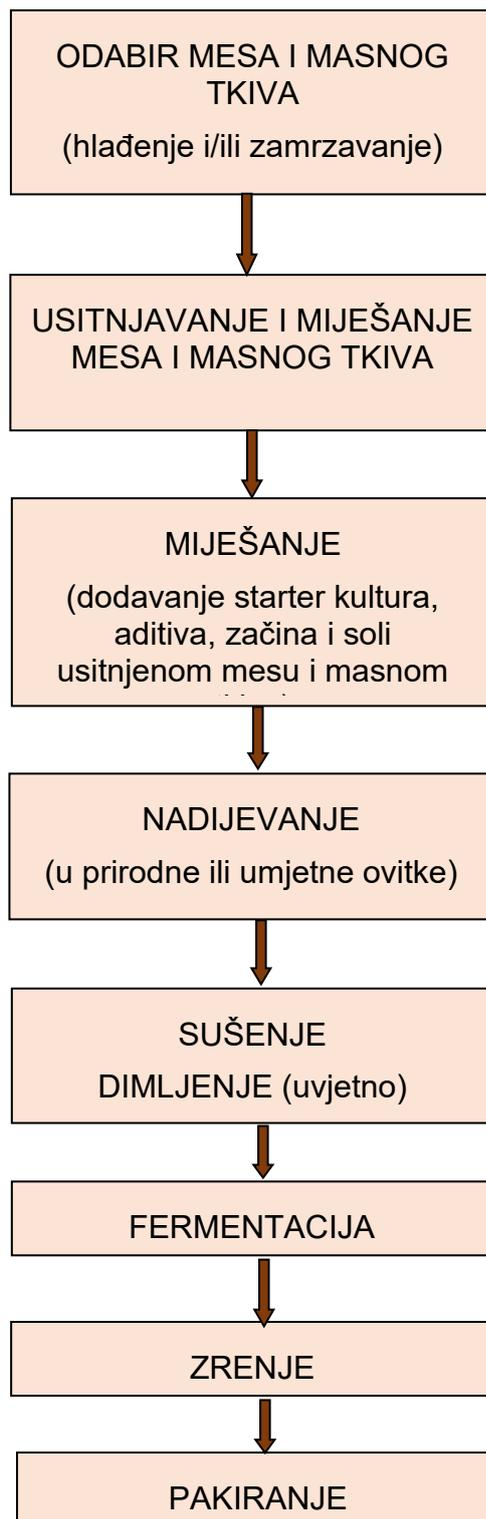 ODABIR MESA I MASNOG
TKIVA
(hlađenje i/ili zamrzavanje)
USITNJAVANJE I MIJEŠANJE
MESA I MASNOG TKIVA
MIJEŠANJE
(dodavanje starter kultura,
aditiva, začina i soli
usitnjenom mesu i masnom
NADIJEVANJE
(u prirodne ili umjetne ovitke)
SUŠENJE
DIMLJENJE (uvjetno)
FERMENTACIJA
ZRENJE
PAKIRANJE